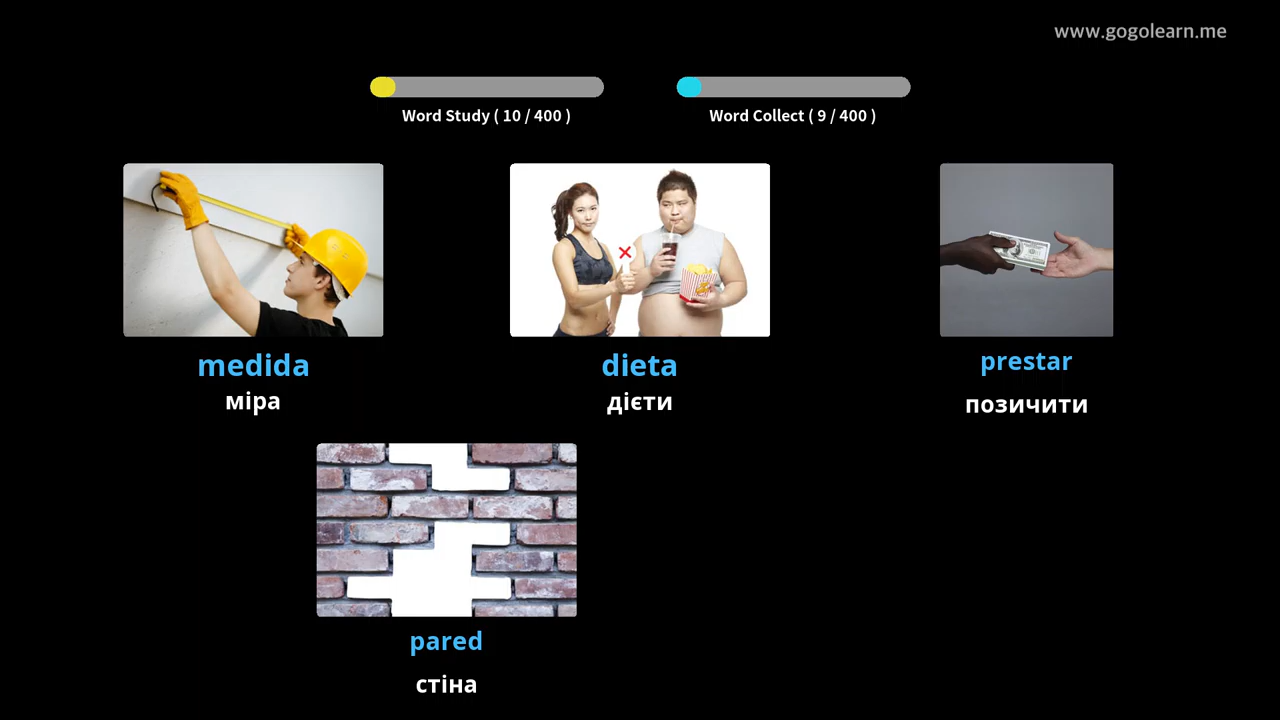 www.gogolearn.me
Word Study ( 10 / 400 )
Word Collect ( 9 / 400 )
medida
міра
dieta
дієти
prestar
позичити
pared
стіна